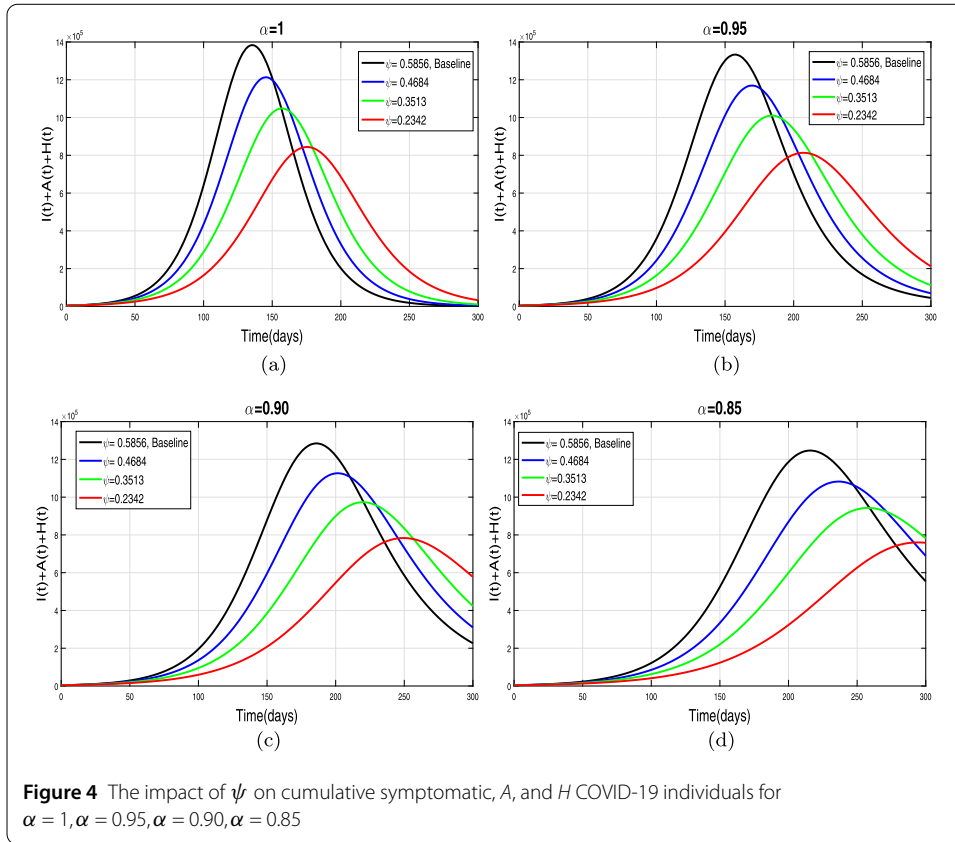 α=1
×10⁵
14
12
10
8
6
4
2
0
I(t)+A(t)+H(t)
ψ= 0.5856, Baseline
ψ= 0.4684
ψ=0.3513
ψ=0.2342
0 50 100 150 200 250 300
Time(days)
(a)
α=0.95
×10⁵
14
12
10
8
6
4
2
0
I(t)+A(t)+H(t)
ψ= 0.5856, Baseline
ψ= 0.4684
ψ=0.3513
ψ=0.2342
0 50 100 150 200 250 300
Time(days)
(b)
α=0.90
×10⁵
14
12
10
8
6
4
2
0
I(t)+A(t)+H(t)
ψ= 0.5856, Baseline
ψ= 0.4684
ψ=0.3513
ψ=0.2342
0 50 100 150 200 250 300
Time(days)
(c)
α=0.85
×10⁵
14
12
10
8
6
4
2
0
I(t)+A(t)+H(t)
ψ= 0.5856, Baseline
ψ= 0.4684
ψ=0.3513
ψ=0.2342
0 50 100 150 200 250 300
Time(days)
(d)
Figure 4 The impact of ψ on cumulative symptomatic, A, and H COVID-19 individuals for
α = 1, α = 0.95, α = 0.90, α = 0.85